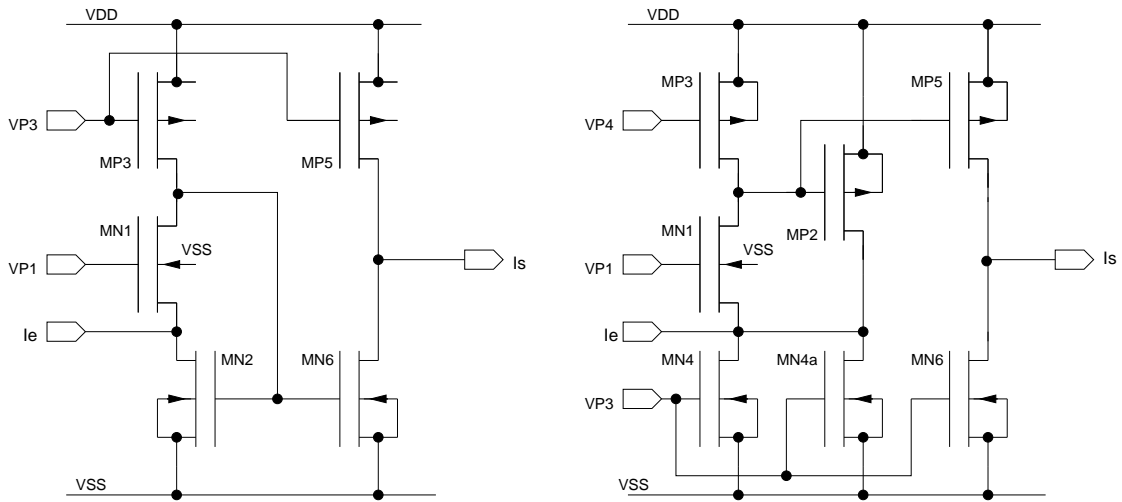 VDD
VP3
MP3
MP5
MN1
VSS
VP1
Is
Ie
MN2
MN6
VSS
VDD
MP3
MP5
VP4
MN1
MP2
VSS
VP1
Is
Ie
MN4
MN4a
MN6
VP3
VSS